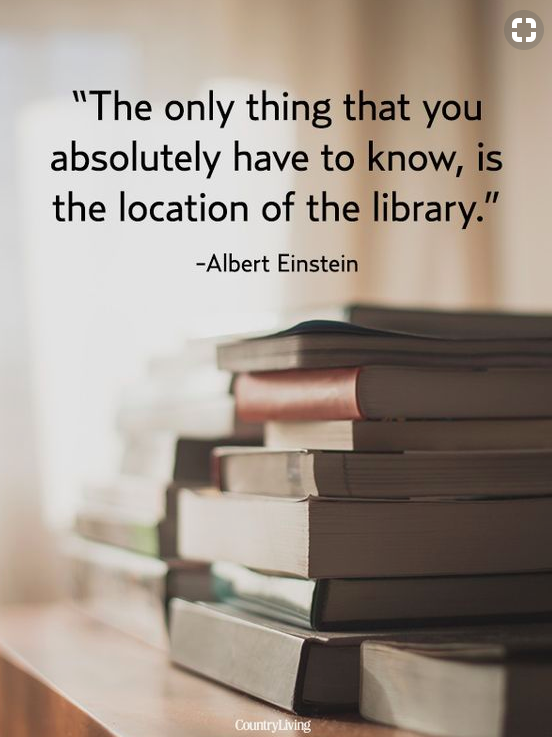 “The only thing that you
absolutely have to know, is
the location of the library.”
-Albert Einstein
CountryLiving